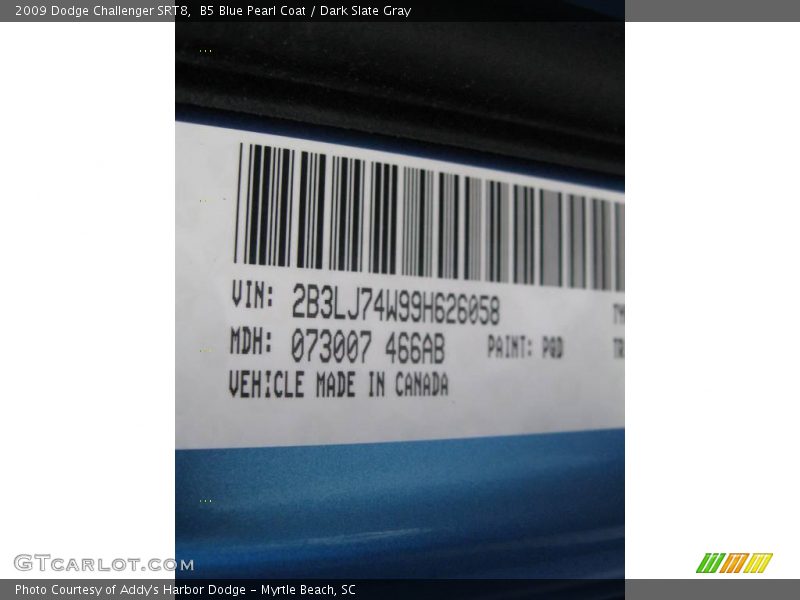 2009 Dodge Challenger SRT8,  B5 Blue Pearl Coat / Dark Slate Gray
VIN: 2B3LJ74W99H626058
MDH: 073007 466AB PAINT: PQD
VEHICLE MADE IN CANADA
GTCARLOT.COM
Photo Courtesy of Addy's Harbor Dodge - Myrtle Beach, SC